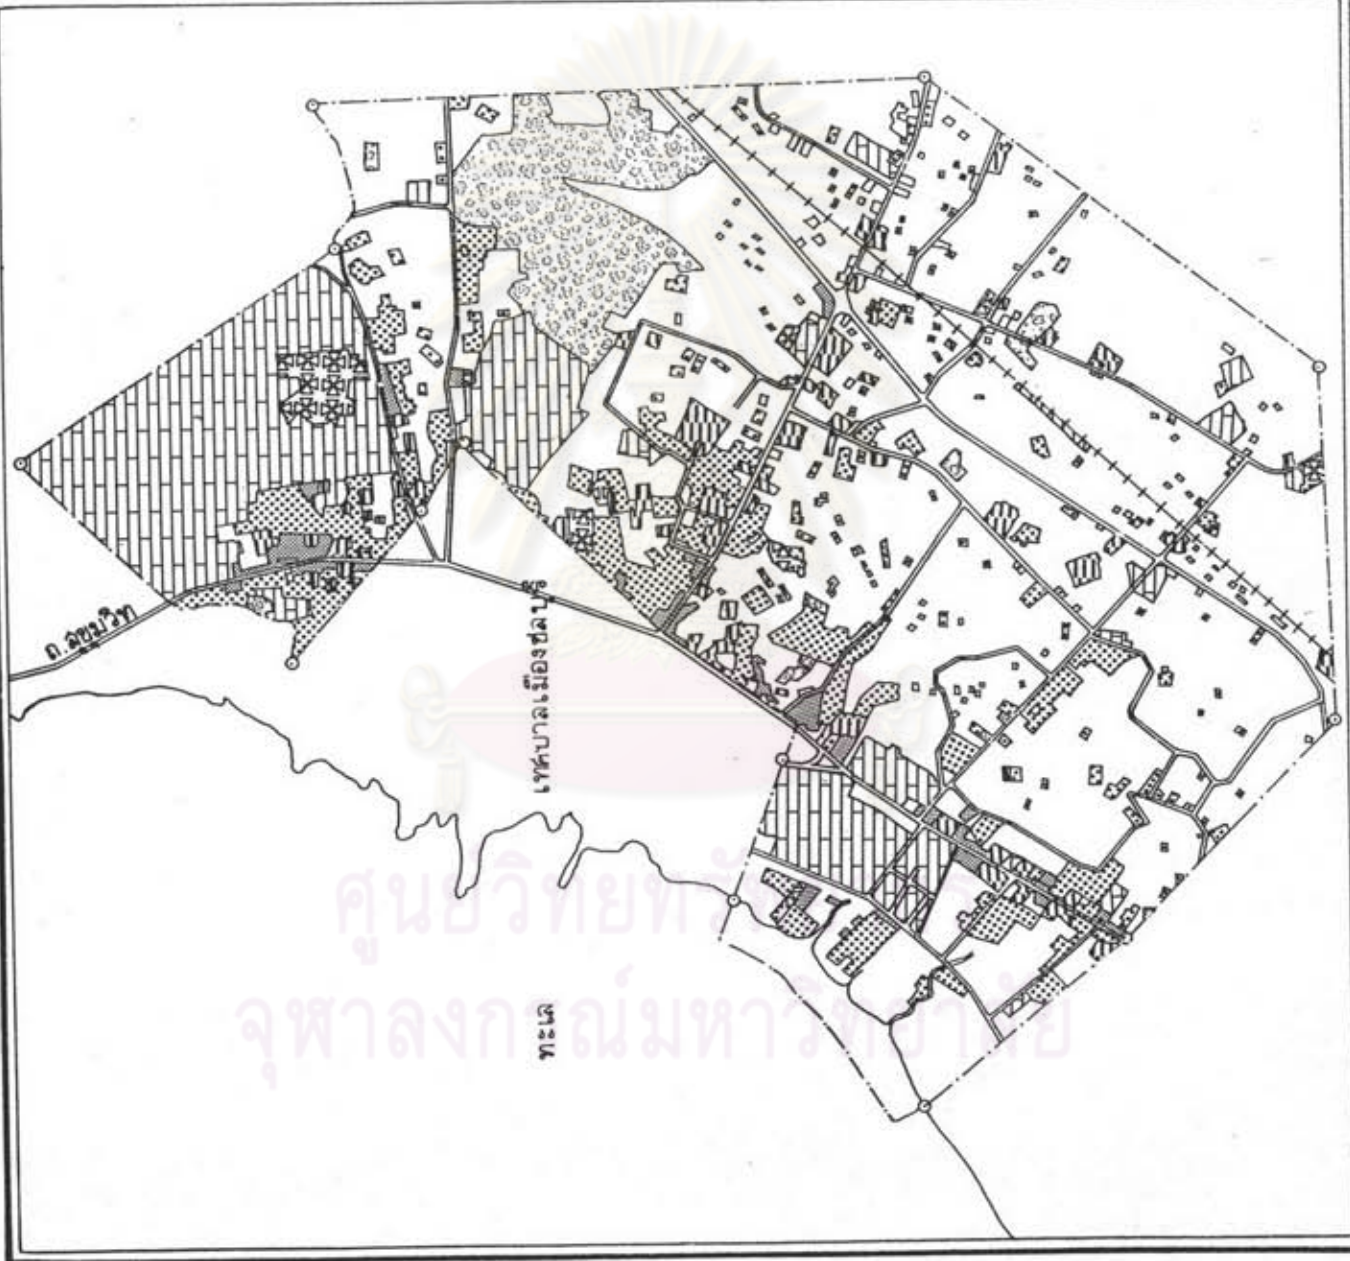 ถ.สุขุมวิท
เทศบาลเมืองชลบุรี
ทะเล
ศูนย์วิทยทรัพยากร
จุฬาลงกรณ์มหาวิทยาลัย